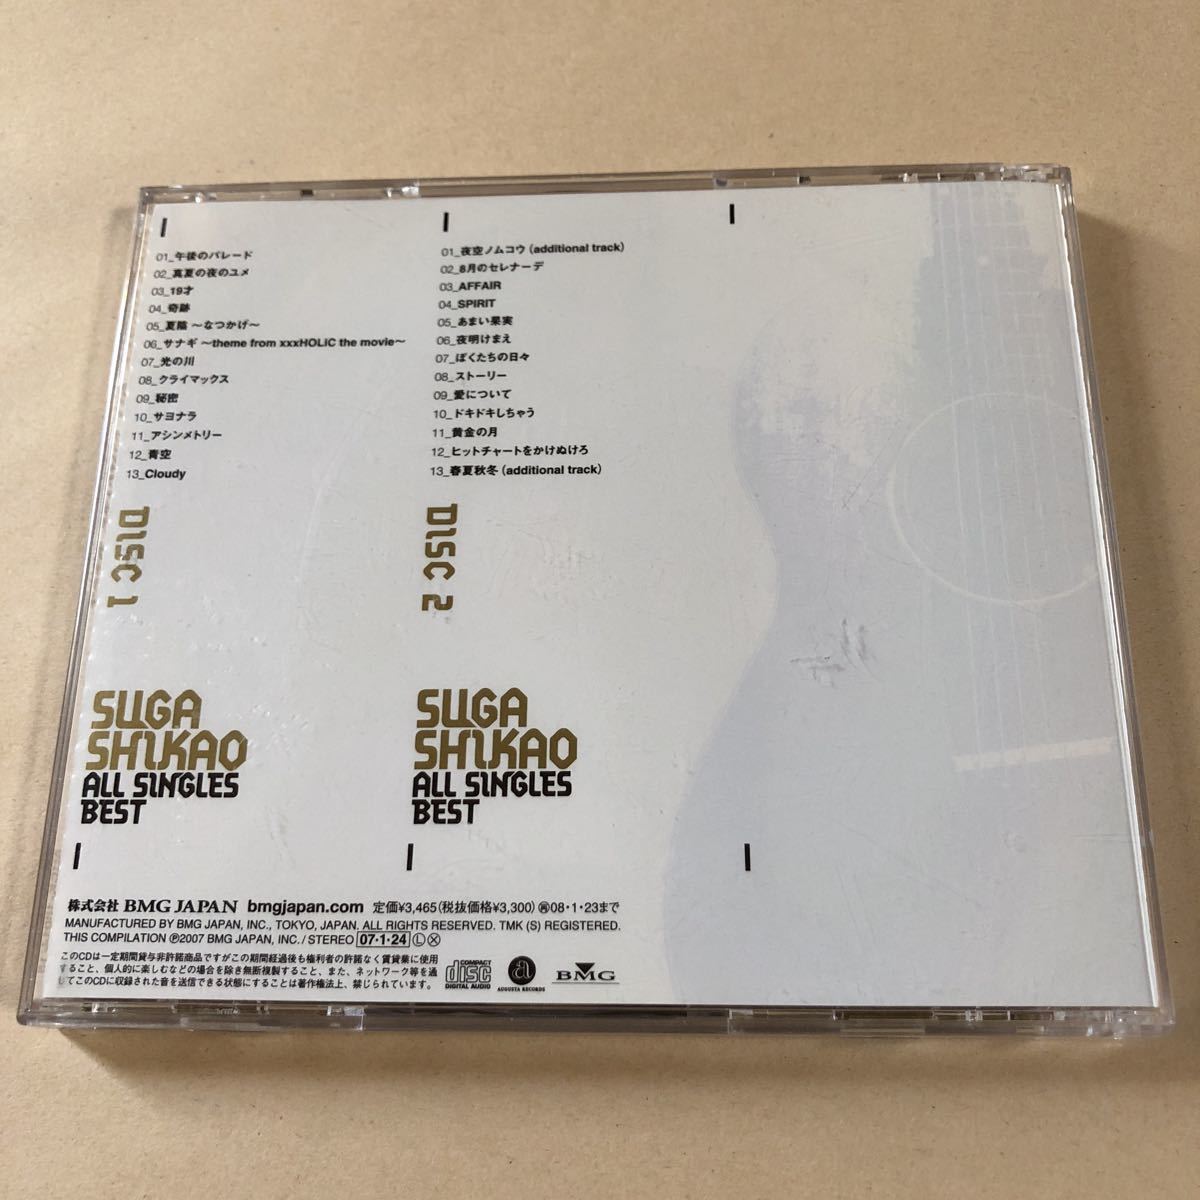 01_午後のパレード
02_真夏の夜のユメ
03_19才
04_奇跡
05_夏陰 〜なつかげ〜
06_サナギ 〜theme from xxxHOLiC the movie〜
07_光の川
08_クライマックス
09_秘密
10_サヨナラ
11_アシンメトリー
12_青空
13_Cloudy
DISC 1
SUGA
SHIKAO
ALL SINGLES
BEST
01_夜空ノムコウ (additional track)
02_8月のセレナーデ
03_AFFAIR
04_SPIRIT
05_あまい果実
06_夜明けまえ
07_ぼくたちの日々
08_ストーリー
09_愛について
10_ドキドキしちゃう
11_黄金の月
12_ヒットチャートをかけぬけろ
13_春夏秋冬 (additional track)
DISC 2
SUGA
SHIKAO
ALL SINGLES
BEST
株式会社 BMG JAPAN bmgjapan.com 定価¥3,465(税抜価格¥3,300) ㊐08・1・23まで
MANUFACTURED BY BMG JAPAN, INC., TOKYO, JAPAN. ALL RIGHTS RESERVED. TMK (S) REGISTERED.
THIS COMPILATION ℗2007 BMG JAPAN, INC./STEREO 07・1・24 Ⓛ Ⓧ
このCDは一定期間貸与非許諾商品ですがこの期間経過後も権利者の許諾なく賃貸業に使用
すること、個人的に楽しむなどの場合を除き無断複製すること、また、ネットワーク等を通
じてこのCDに収録された音を送信できる状態にすることは著作権法上、禁じられています。
COMPACT
disc
DIGITAL AUDIO
a
AUGUSTA RECORDS
BMG